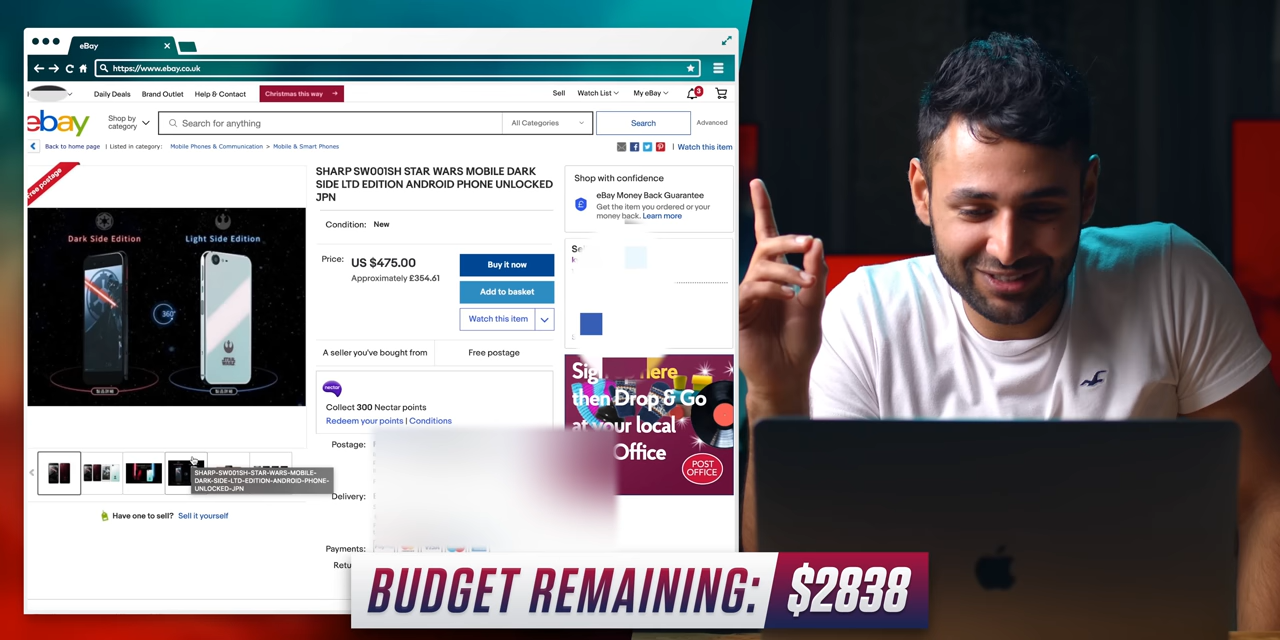 eBay
https://www.ebay.co.uk
Daily Deals Brand Outlet Help & Contact Christmas this way → Sell Watch List My eBay 3
ebay Shop by category Search for anything All Categories Search Advanced
Back to home page | Listed in category: Mobile Phones & Communication > Mobile & Smart Phones | Watch this item
Free postage
SHARP SW001SH STAR WARS MOBILE DARK
SIDE LTD EDITION ANDROID PHONE UNLOCKED
JPN
Condition: New
Price: US $475.00
Approximately £354.61
Buy it now
Add to basket
Watch this item
A seller you've bought from Free postage
nectar
Collect 300 Nectar points
Redeem your points | Conditions
Postage:
Delivery:
Payments:
Shop with confidence
eBay Money Back Guarantee
Get the item you ordered or your
money back. Learn more
Dark Side Edition Light Side Edition
360°
STAR WARS
SHARP-SW001SH-STAR-WARS-MOBILE-
DARK-SIDE-LTD-EDITION-ANDROID-PHONE-
UNLOCKED-JPN
Have one to sell? Sell it yourself
then Drop & Go
at your local
Office
POST
OFFICE
BUDGET REMAINING: $2838